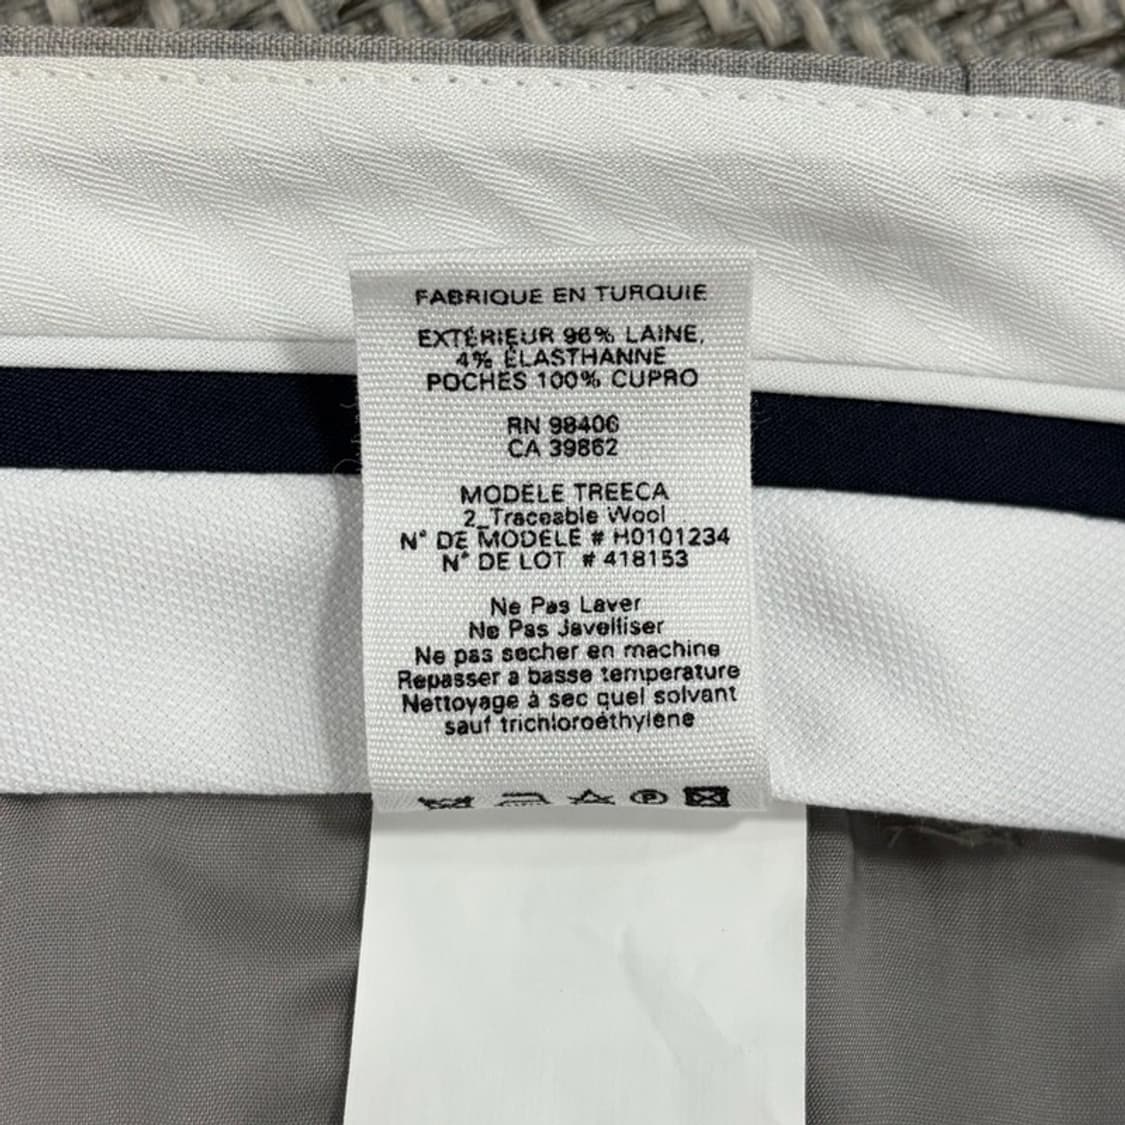 FABRIQUE EN TURQUIE
EXTÉRIEUR 96% LAINE,
4% ÉLASTHANNE
POCHES 100% CUPRO
RN 98406
CA 39862
MODELE TREECA
2_Traceable Wool
N° DE MODELE # H0101234
N° DE LOT # 418153
Ne Pas Laver
Ne Pas Javelliser
Ne pas secher en machine
Repasser a basse temperature
Nettoyage à sec quel solvant
sauf trichloroéthylene
P